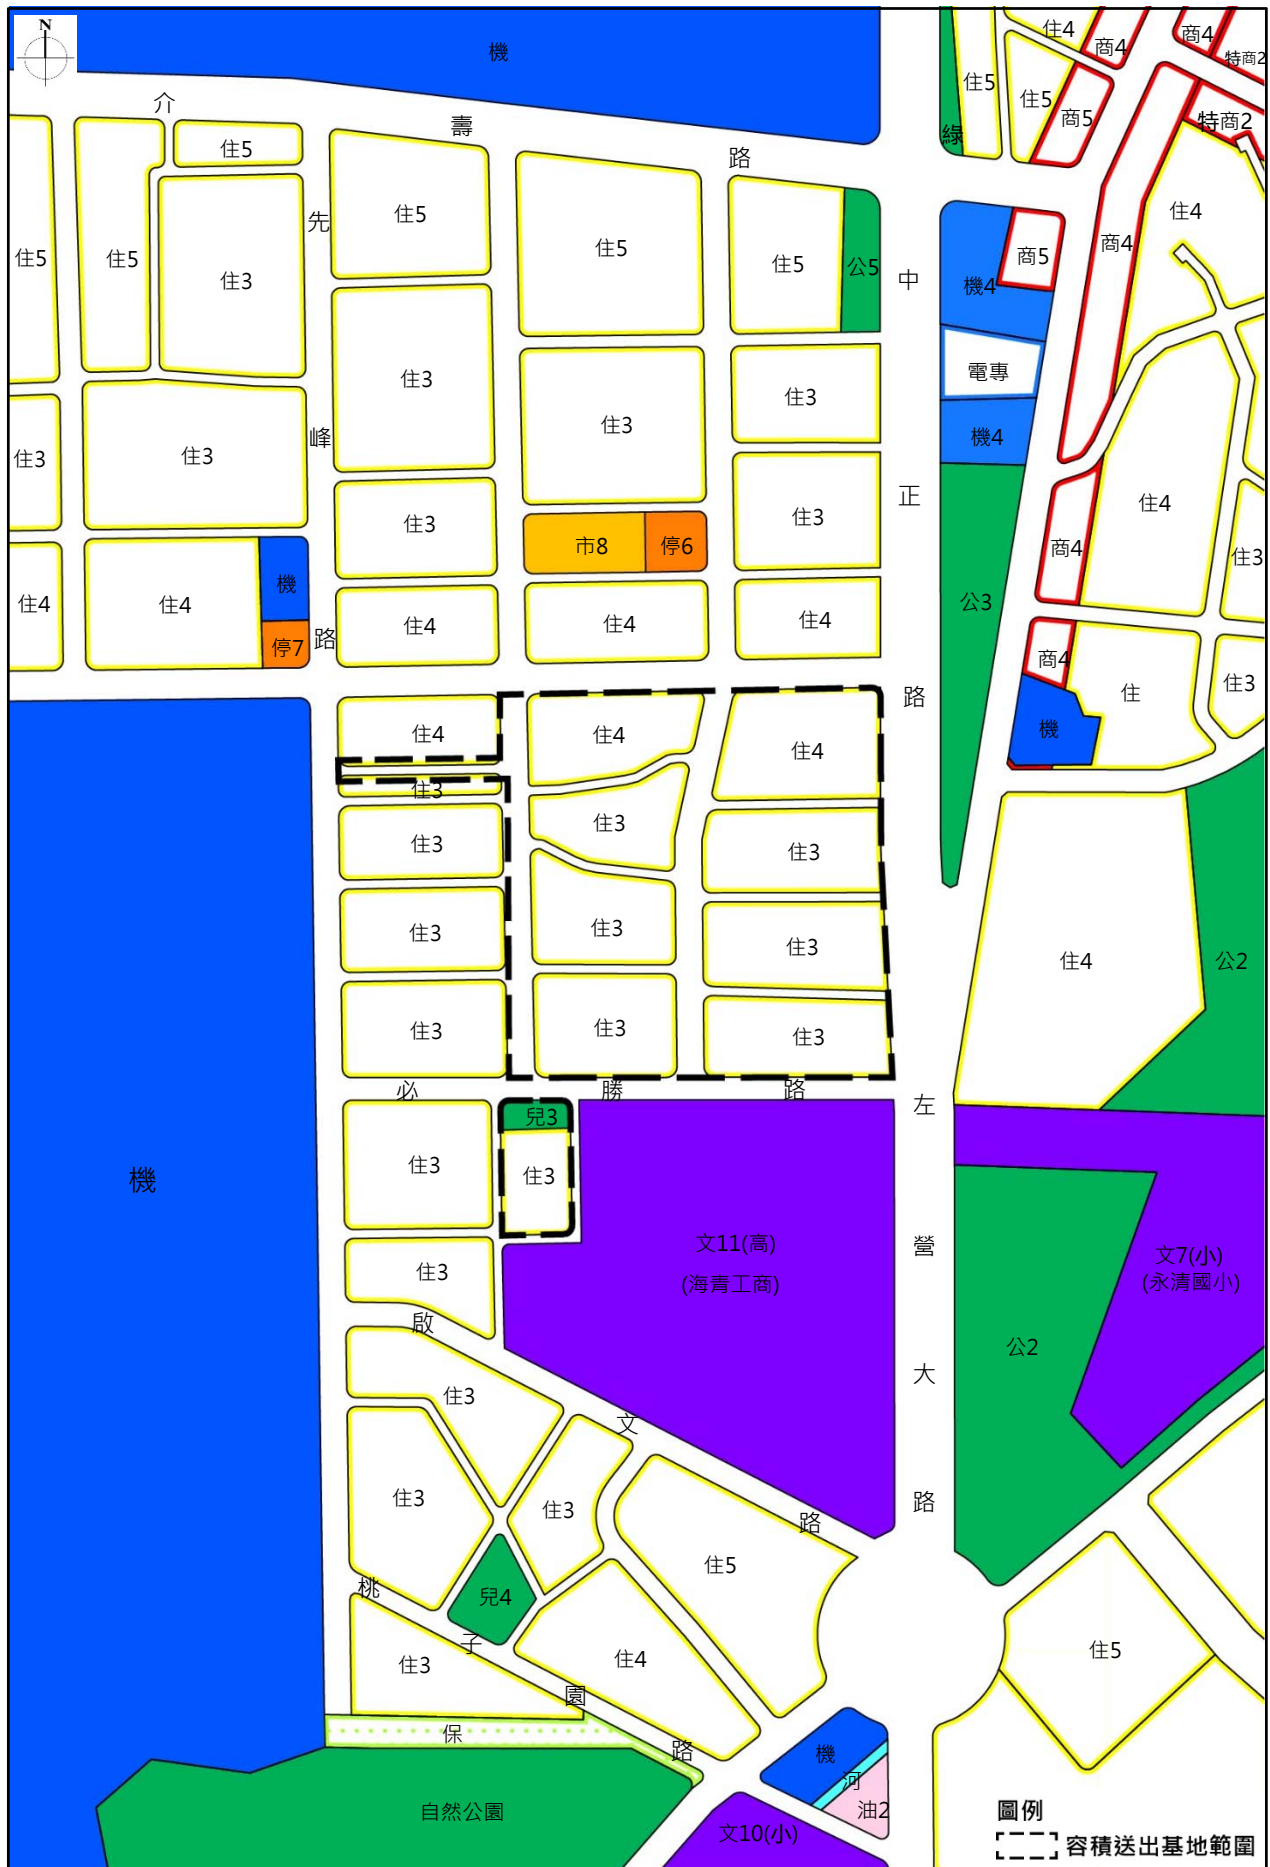 N
機
住4
商4
商4
特商2
住5
住5
商5
特商2
綠
介
壽
路
住5
住5
住5
住3
先
住5
住5
住5
公5
中
機4
商5
商4
住4
住3
住3
住3
電專
住3
住3
峰
機4
住3
住3
正
住4
市8
停6
住3
商4
住3
住4
住4
機
停7
路
住4
住4
住4
公3
商4
住
住3
機
路
住4
住4
住4
住3
住3
住3
住3
住3
住3
住3
住4
公2
住3
住3
住3
必
勝
路
左
兒3
住3
住3
文11(高)
(海青工商)
營
文7(小)
(永清國小)
住3
啟
公2
大
住3
文
住3
住3
路
路
住5
桃
兒4
子
住3
住4
住5
園
保
路
機
河
油2
自然公園
文10(小)
圖例
容積送出基地範圍